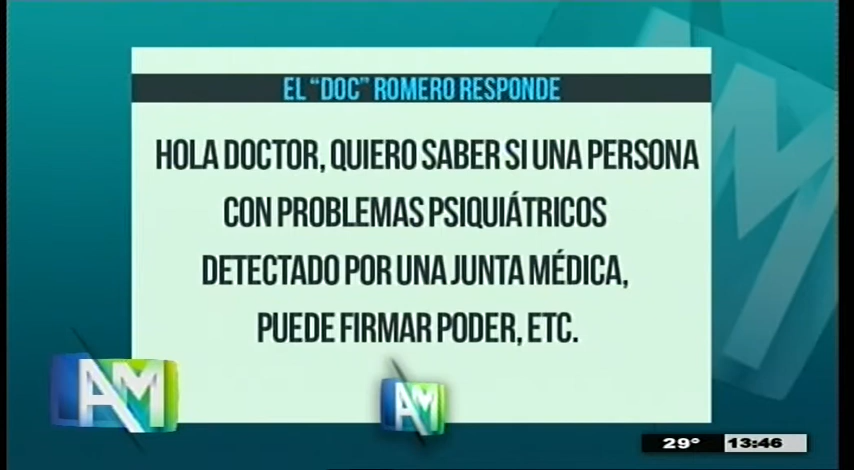 EL “DOC” ROMERO RESPONDE
HOLA DOCTOR, QUIERO SABER SI UNA PERSONA
CON PROBLEMAS PSIQUIÁTRICOS
DETECTADO POR UNA JUNTA MÉDICA,
PUEDE FIRMAR PODER, ETC.
AM
AM
29° 13:46
AM